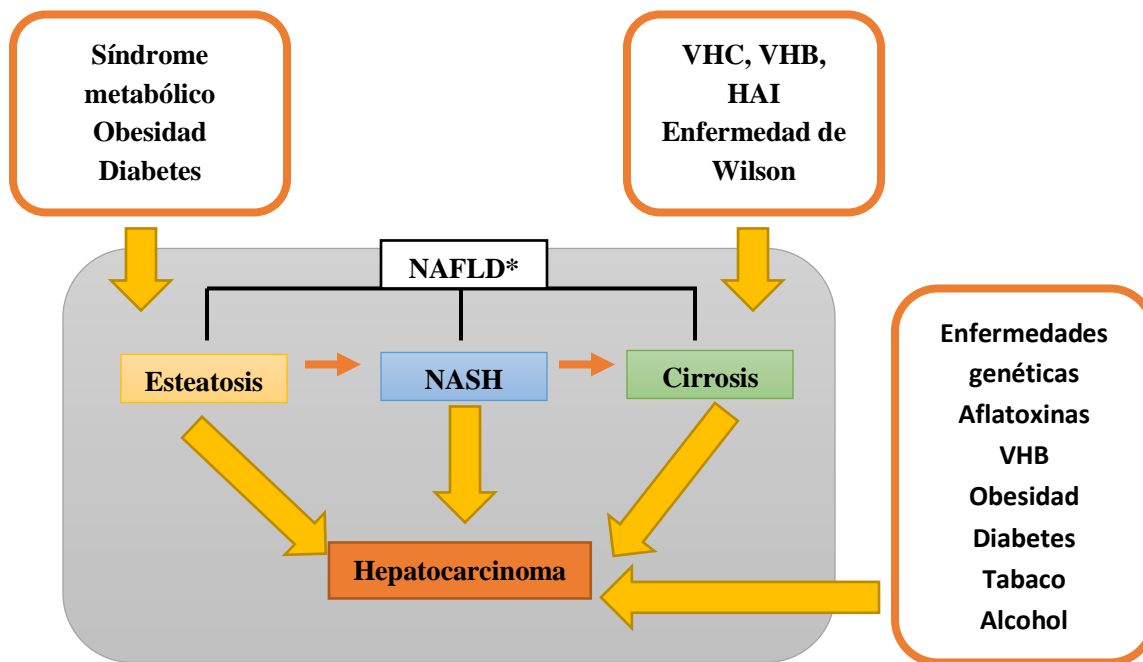 Síndrome
metabólico
Obesidad
Diabetes
VHC, VHB,
HAI
Enfermedad de
Wilson
NAFLD*
Esteatosis
NASH
Cirrosis
Hepatocarcinoma
Enfermedades
genéticas
Aflatoxinas
VHB
Obesidad
Diabetes
Tabaco
Alcohol